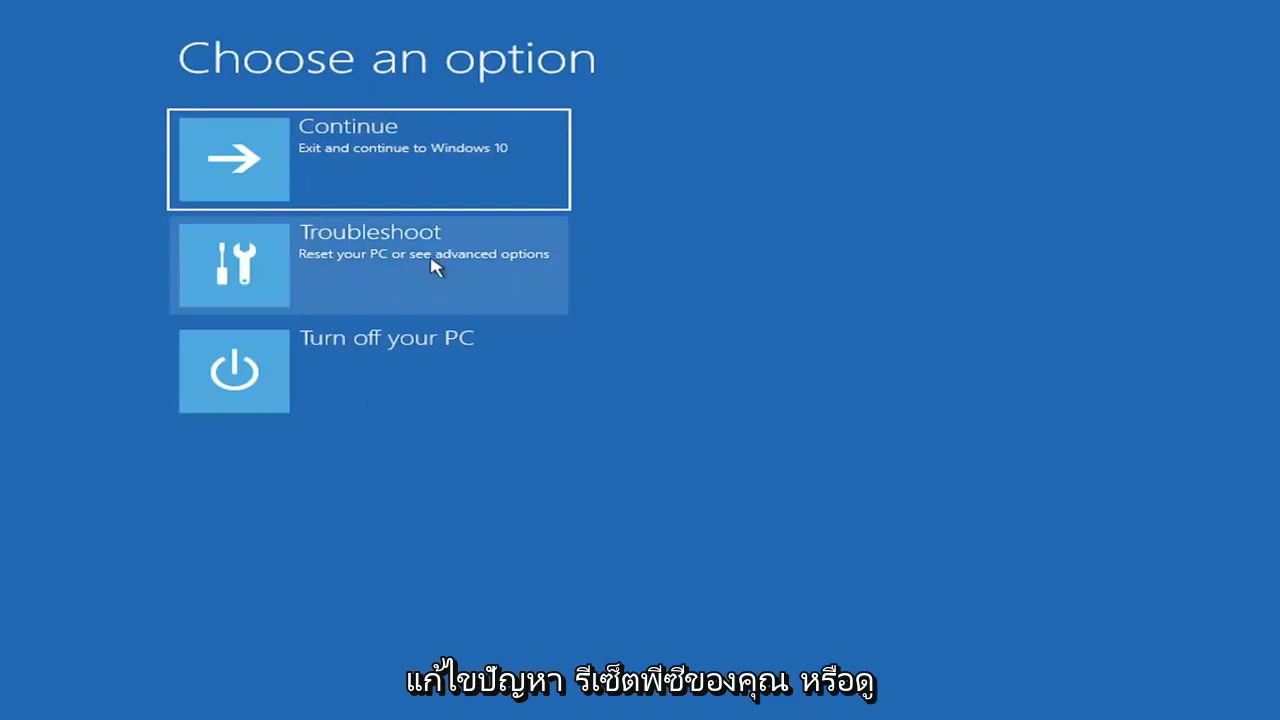 Choose an option
Continue
Exit and continue to Windows 10
Troubleshoot
Reset your PC or see advanced options
Turn off your PC
แก้ไขปัญหา รีเซ็ตพีซีของคุณ หรือดู